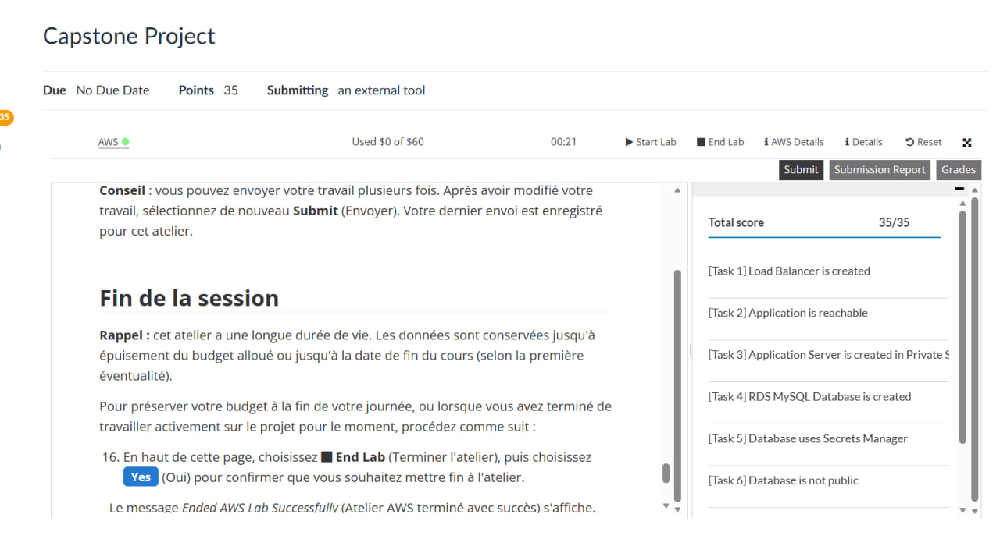 Capstone Project
Due No Due Date Points 35 Submitting an external tool
35
AWS Used $0 of $60 00:21 Start Lab End Lab AWS Details Details Reset
Submit Submission Report Grades
Conseil : vous pouvez envoyer votre travail plusieurs fois. Après avoir modifié votre
travail, sélectionnez de nouveau Submit (Envoyer). Votre dernier envoi est enregistré
pour cet atelier.
Fin de la session
Rappel : cet atelier a une longue durée de vie. Les données sont conservées jusqu'à
épuisement du budget alloué ou jusqu'à la date de fin du cours (selon la première
éventualité).
Pour préserver votre budget à la fin de votre journée, ou lorsque vous avez terminé de
travailler activement sur le projet pour le moment, procédez comme suit :
16. En haut de cette page, choisissez End Lab (Terminer l'atelier), puis choisissez
Yes (Oui) pour confirmer que vous souhaitez mettre fin à l'atelier.
Le message Ended AWS Lab Successfully (Atelier AWS terminé avec succès) s'affiche.
Total score 35/35
[Task 1] Load Balancer is created
[Task 2] Application is reachable
[Task 3] Application Server is created in Private S
[Task 4] RDS MySQL Database is created
[Task 5] Database uses Secrets Manager
[Task 6] Database is not public